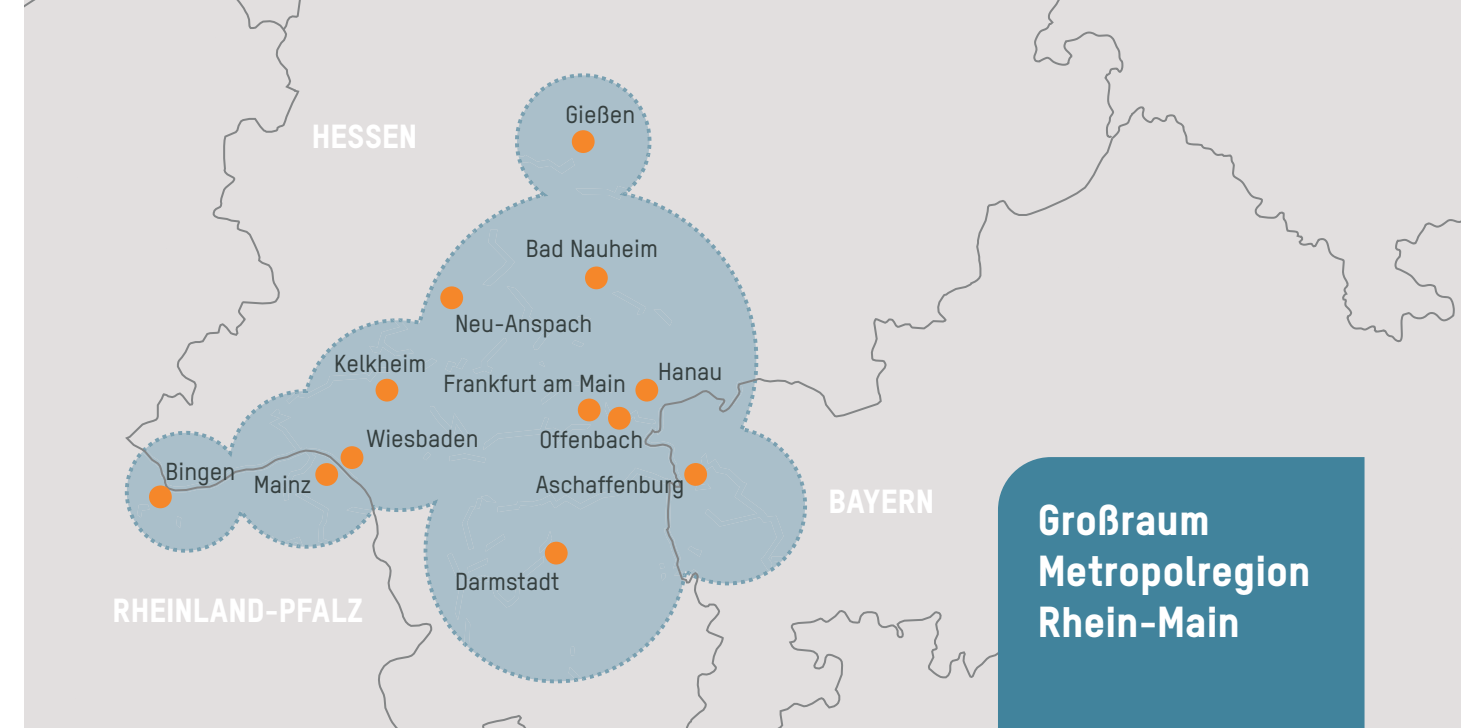 Gießen
HESSEN
Bad Nauheim
Neu-Anspach
Kelkheim
Hanau
Frankfurt am Main
Wiesbaden
Offenbach
Bingen
Mainz
Aschaffenburg
BAYERN
Darmstadt
RHEINLAND-PFALZ
Großraum
Metropolregion
Rhein-Main